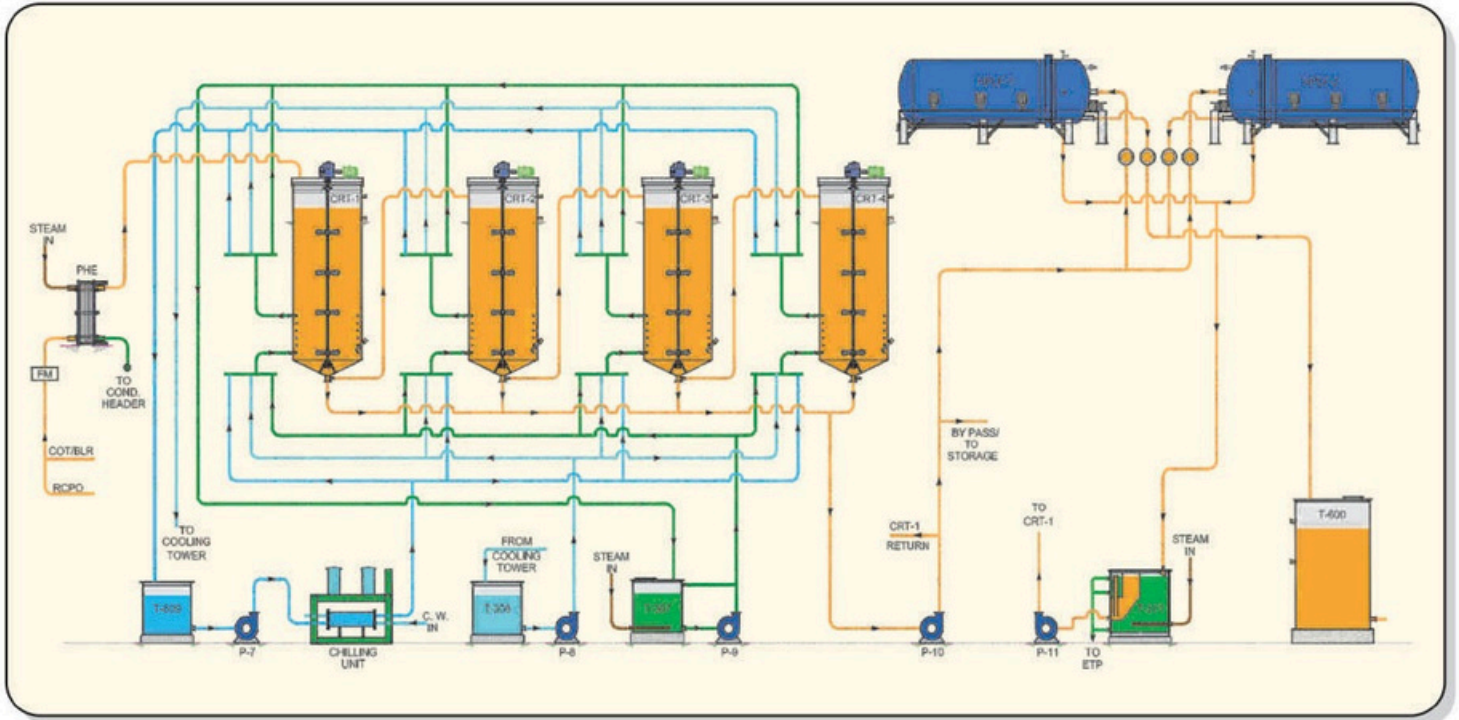 CRT-1
CRT-2
CRT-3
CRT-4
STEAM
IN
PHE
FM
TO
COND.
HEADER
COT/BLR
RCPO
TO
COOLING
TOWER
BY PASS/
TO
STORAGE
CRT-1
RETURN
TO
CRT-1
STEAM
IN
T-600
FROM
COOLING
TOWER
STEAM
IN
C. W.
IN
P-7
CHILLING
UNIT
P-8
P-9
P-10
P-11
TO
ETP